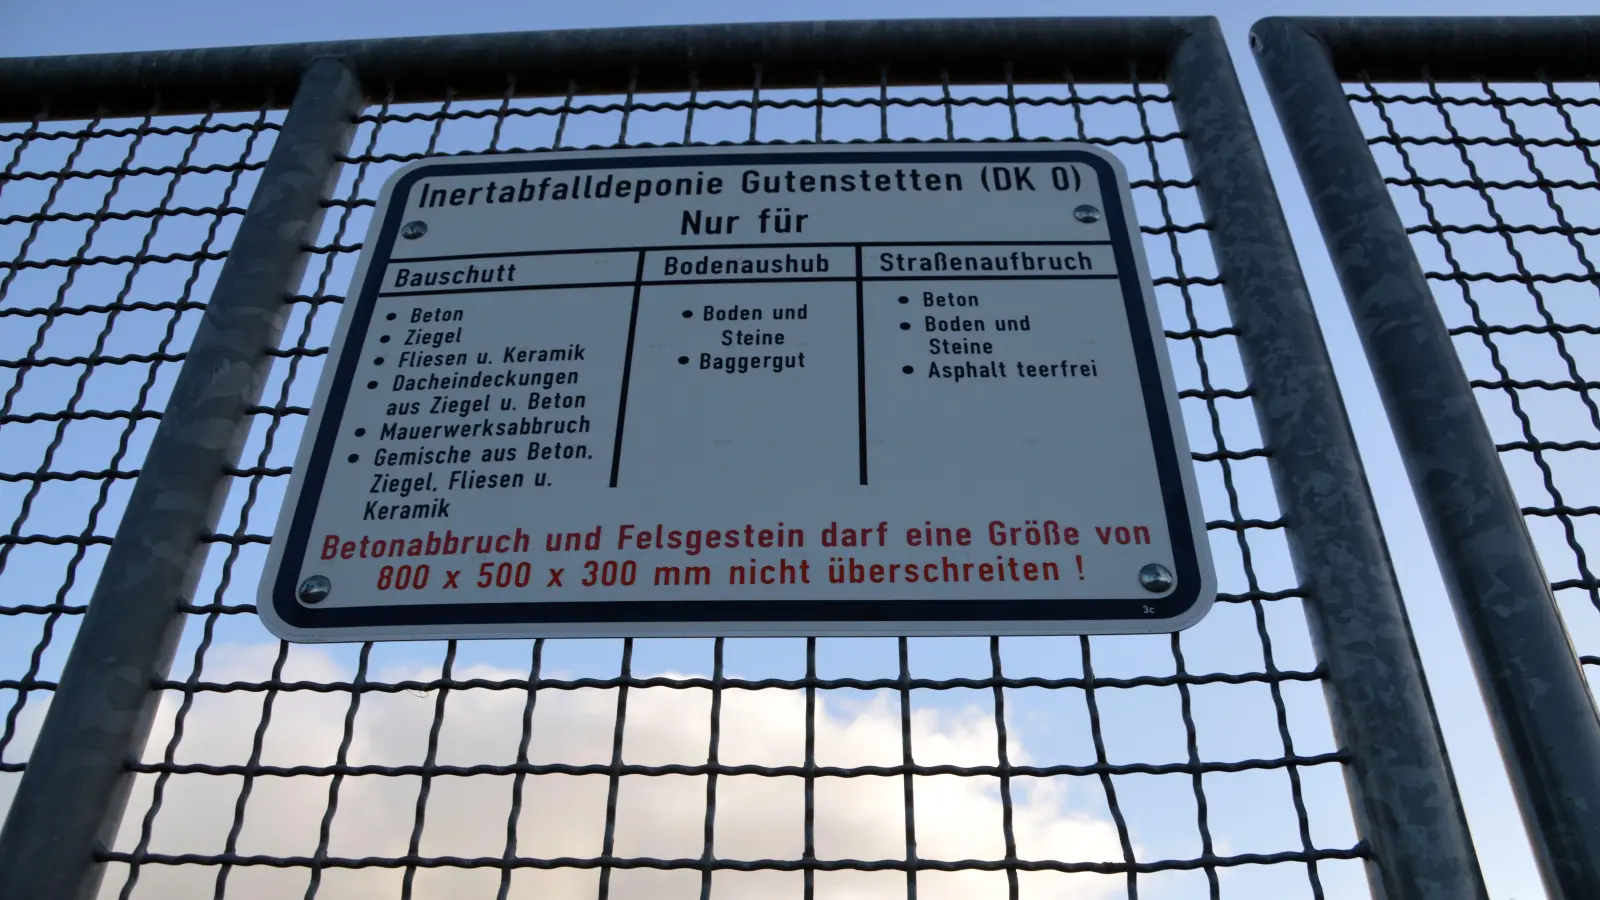 Inertabfalldeponie Gutenstetten (DK 0)
Nur für
Bauschutt
• Beton
• Ziegel
• Fliesen u. Keramik
• Dacheindeckungen
aus Ziegel u. Beton
• Mauerwerksabbruch
• Gemische aus Beton,
Ziegel, Fliesen u.
Keramik
Bodenaushub
• Boden und
Steine
• Baggergut
Straßenaufbruch
• Beton
• Boden und
Steine
• Asphalt teerfrei
Betonabbruch und Felsgestein darf eine Größe von
800 x 500 x 300 mm nicht überschreiten !
3c